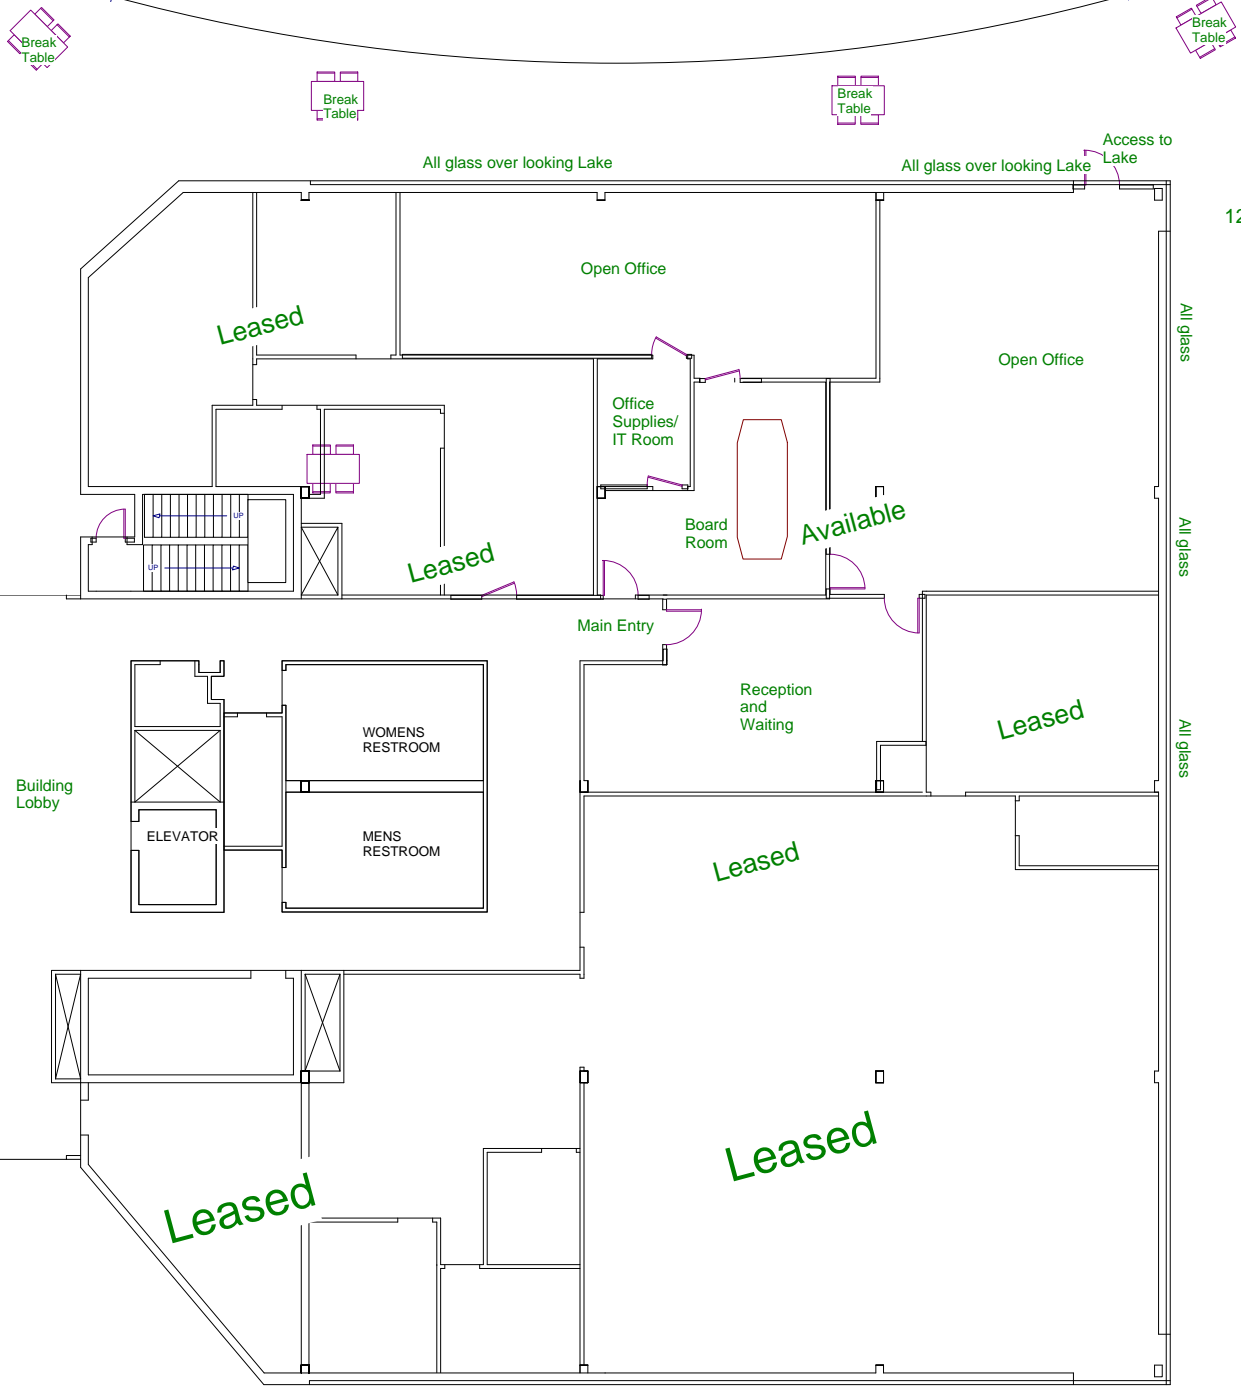 Break
Table
Break
Table
Break
Table
Break
Table
Access to
Lake
All glass over looking Lake
All glass over looking Lake
12
Open Office
Leased
All glass
Open Office
Office
Supplies/
IT Room
UP
Available
Board
Room
All glass
Leased
UP
Main Entry
Reception
and
Waiting
Leased
WOMENS
RESTROOM
All glass
Building
Lobby
ELEVATOR
MENS
RESTROOM
Leased
Leased
Leased